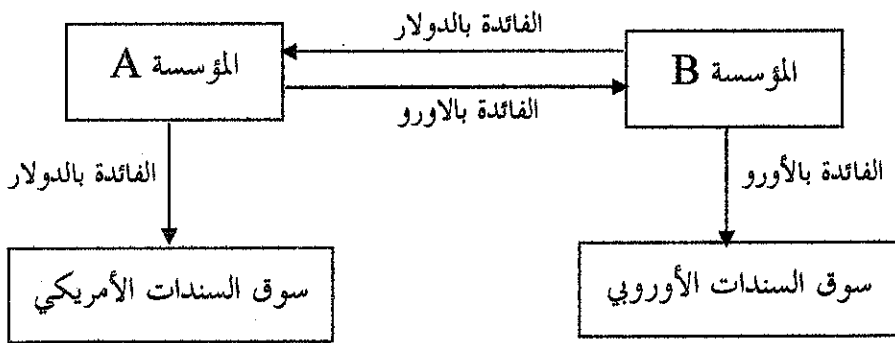 الفائدة بالدولار
المؤسسة B
المؤسسة A
الفائدة بالاورو
الفائدة بالأورو
الفائدة بالدولار
سوق السندات الأوروبي
سوق السندات الأمريكي